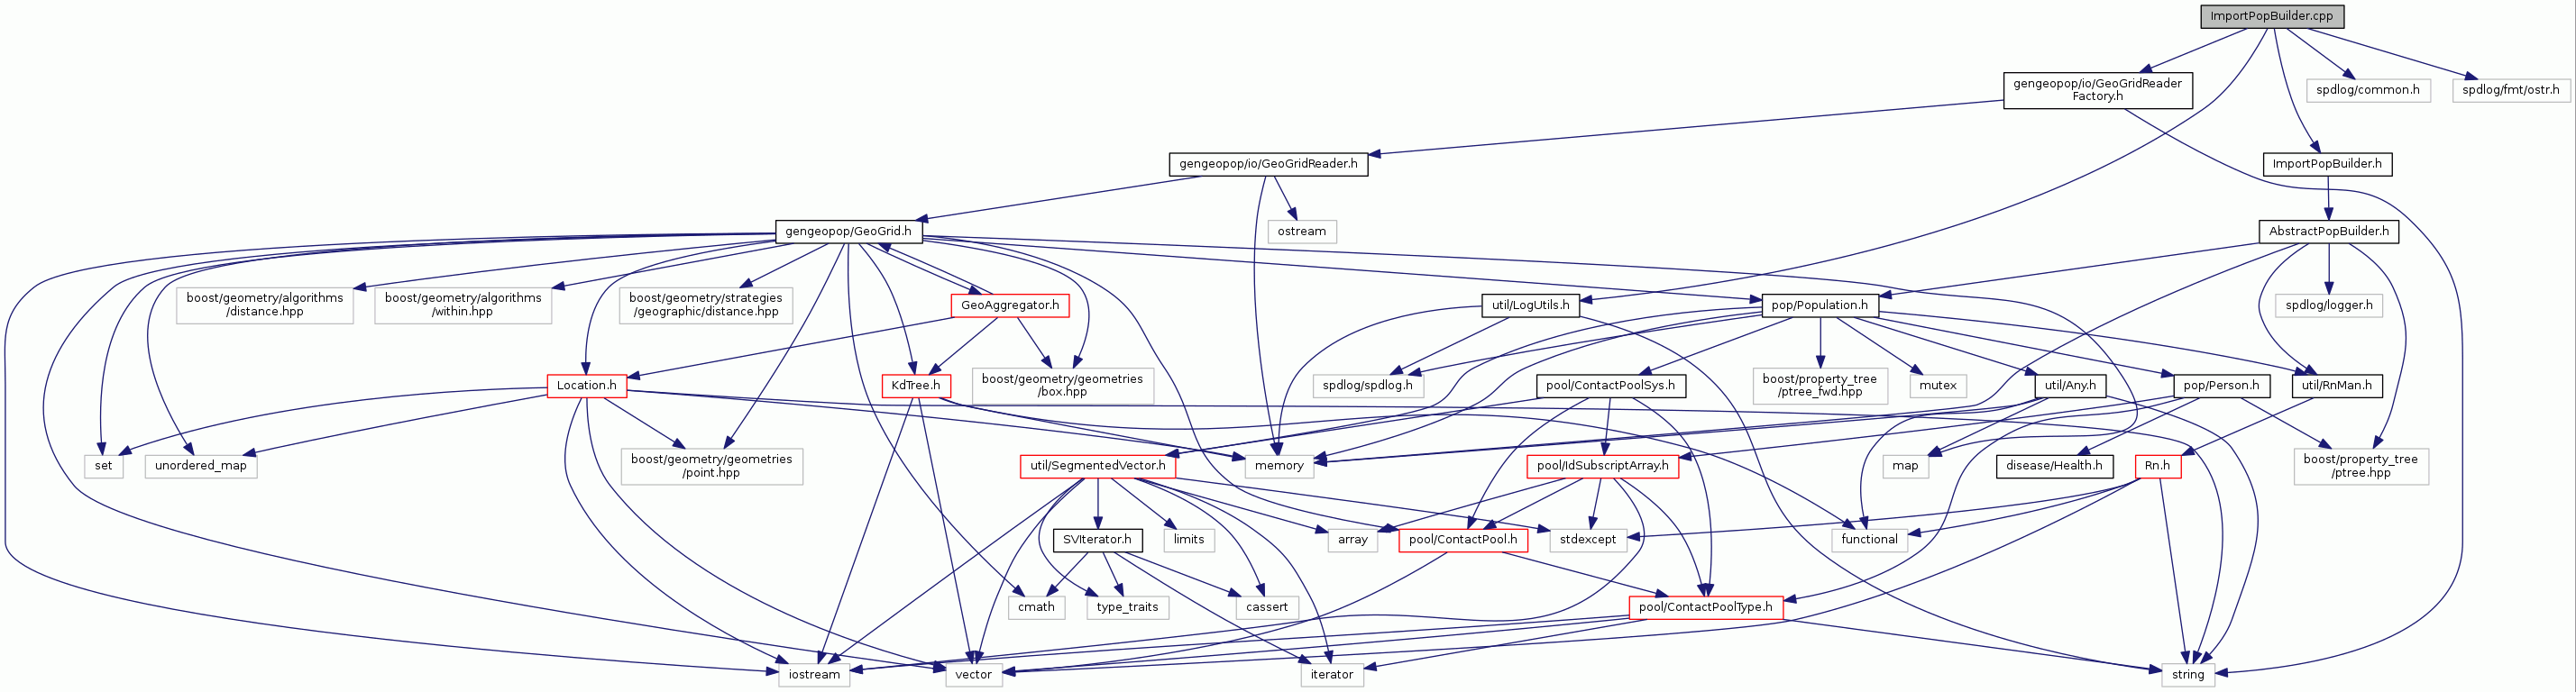 ImportPopBuilder.cpp
gengeopop/io/GeoGridReader
Factory.h
spdlog/common.h
spdlog/fmt/ostr.h
gengeopop/io/GeoGridReader.h
ImportPopBuilder.h
gengeopop/GeoGrid.h
ostream
AbstractPopBuilder.h
boost/geometry/algorithms
/distance.hpp
boost/geometry/algorithms
/within.hpp
boost/geometry/strategies
/geographic/distance.hpp
GeoAggregator.h
util/LogUtils.h
pop/Population.h
spdlog/logger.h
Location.h
KdTree.h
boost/geometry/geometries
/box.hpp
spdlog/spdlog.h
pool/ContactPoolSys.h
boost/property_tree
/ptree_fwd.hpp
mutex
util/Any.h
pop/Person.h
util/RnMan.h
set
unordered_map
boost/geometry/geometries
/point.hpp
util/SegmentedVector.h
memory
pool/IdSubscriptArray.h
map
disease/Health.h
Rn.h
boost/property_tree
/ptree.hpp
SVIterator.h
limits
array
pool/ContactPool.h
stdexcept
functional
cmath
type_traits
cassert
pool/ContactPoolType.h
iostream
vector
iterator
string